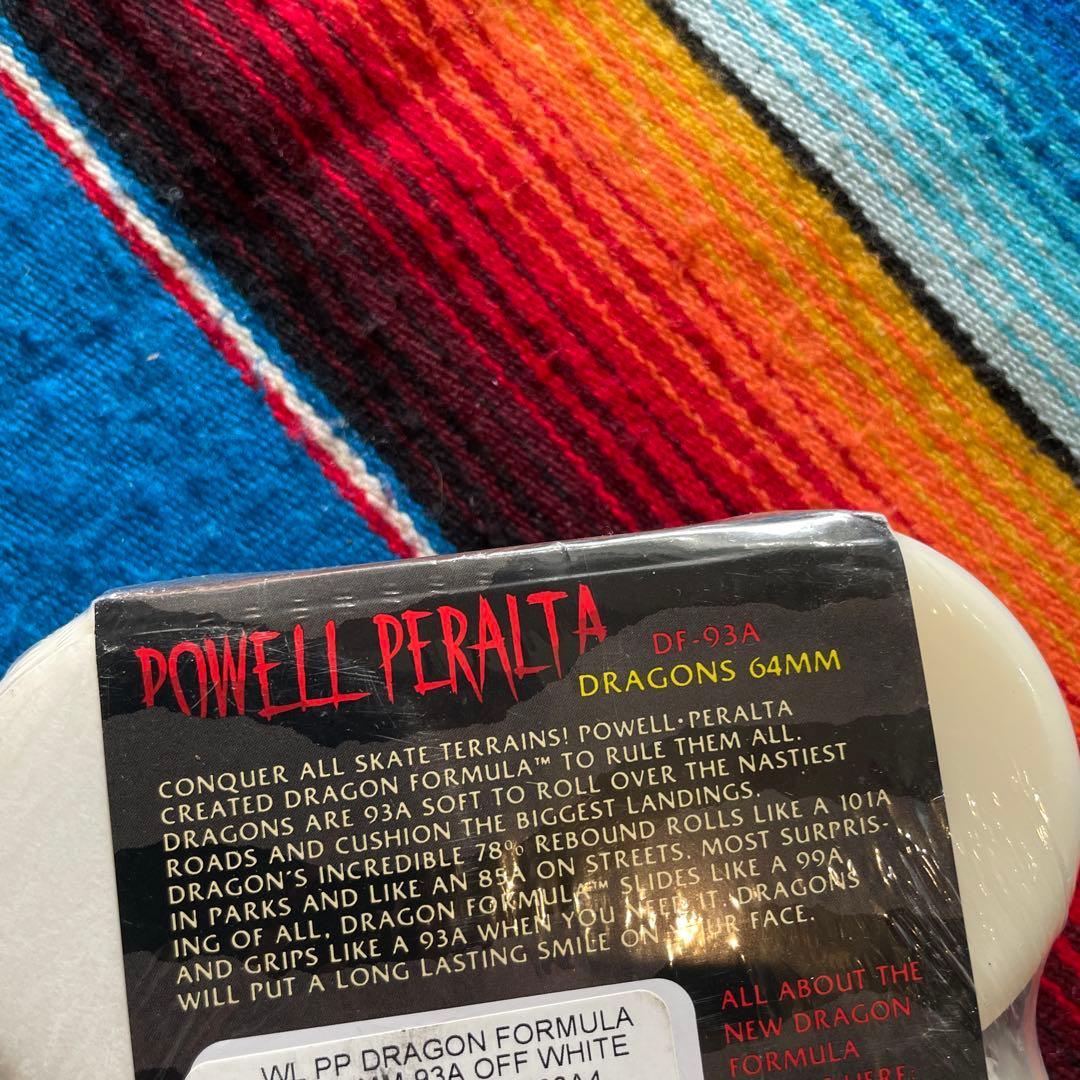 POWELL PERALTA
DF-93A
DRAGONS 64MM
CONQUER ALL SKATE TERRAINS! POWELL•PERALTA
CREATED DRAGON FORMULA™ TO RULE THEM ALL.
DRAGONS ARE 93A SOFT TO ROLL OVER THE NASTIEST
ROADS AND CUSHION THE BIGGEST LANDINGS.
DRAGON'S INCREDIBLE 78% REBOUND ROLLS LIKE A 101A
IN PARKS AND LIKE AN 85A ON STREETS. MOST SURPRIS-
ING OF ALL, DRAGON FORMULA™ SLIDES LIKE A 99A
AND GRIPS LIKE A 93A WHEN YOU NEED IT. DRAGONS
WILL PUT A LONG LASTING SMILE ON YOUR FACE.
ALL ABOUT THE
NEW DRAGON
FORMULA
HERE:
WL PP DRAGON FORMULA
MM 93A OFF WHITE